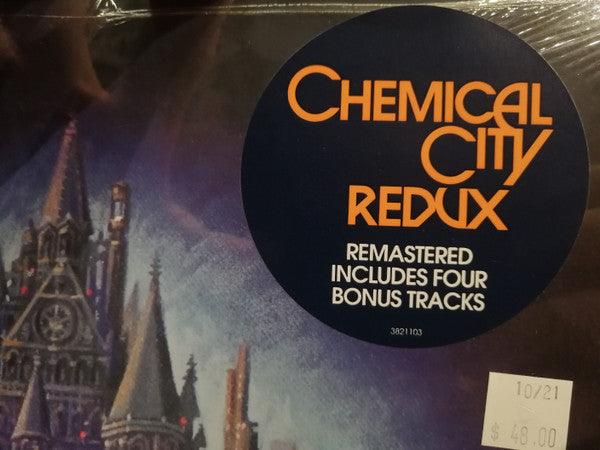 CHEMICAL
CITY
REDUX
REMASTERED
INCLUDES FOUR
BONUS TRACKS
3821103
10/21
$ 48.00